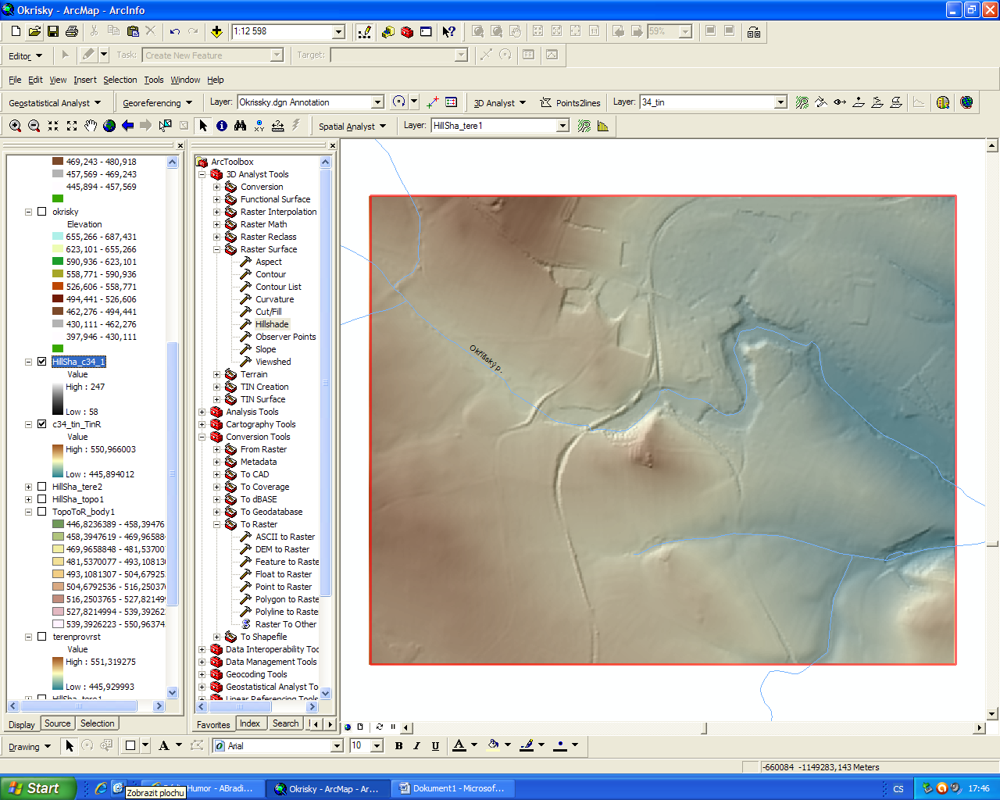 Okrisky - ArcMap - ArcInfo
1:12 598
59%
Editor
Task:
Create New Feature
Target:
File Edit View Insert Selection Tools Window Help
Geostatistical Analyst
Georeferencing
Layer:
Okrissky.dgn Annotation
3D Analyst
Points2lines
Layer:
34_tin
Spatial Analyst
Layer:
HillSha_tere1
469,243 - 480,918
457,569 - 469,243
445,894 - 457,569
okrisky
Elevation
655,266 - 687,431
623,101 - 655,266
590,936 - 623,101
558,771 - 590,936
526,606 - 558,771
494,441 - 526,606
462,276 - 494,441
430,111 - 462,276
397,946 - 430,111
HillSha_c34_1
Value
High : 247
Low : 58
c34_tin_TinR
Value
High : 550,966003
Low : 445,894012
HillSha_tere2
HillSha_topo1
TopoToR_body1
446,8236389 - 458,39476
458,3947619 - 469,96588
469,9658848 - 481,53700
481,5370077 - 493,10813
493,1081307 - 504,67925
504,6792536 - 516,25037
516,2503765 - 527,82149
527,8214994 - 539,39262
539,3926223 - 550,96374
terenprovrst
Value
High : 551,319275
Low : 445,929993
HillSha_tere1
Display
Source
Selection
ArcToolbox
3D Analyst Tools
Conversion
Functional Surface
Raster Interpolation
Raster Math
Raster Reclass
Raster Surface
Aspect
Contour
Contour List
Curvature
Cut/Fill
Hillshade
Observer Points
Slope
Viewshed
Terrain
TIN Creation
TIN Surface
Analysis Tools
Cartography Tools
Conversion Tools
From Raster
Metadata
To CAD
To Coverage
To dBASE
To Geodatabase
To Raster
ASCII to Raster
DEM to Raster
Feature to Raste
Float to Raster
Point to Raster
Polygon to Raste
Polyline to Raste
Raster To Other
To Shapefile
Data Interoperability Too
Data Management Tools
Geocoding Tools
Geostatistical Analyst To
Linear Referencing Tools
Favorites
Index
Search
Okříšský p.
Drawing
A
Arial
10
B I U
A
-660084 -1149283,143 Meters
Start
Humor - ABradi...
Okrisky - ArcMap - Ar...
Dokument1 - Microsof...
CS
17:46
Zobrazit plochu